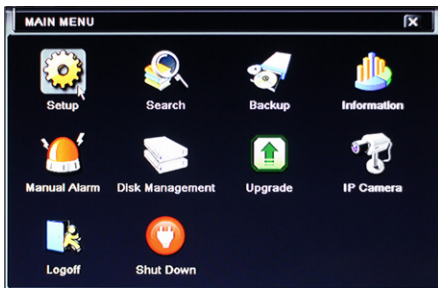 MAIN MENU
Setup
Search
Backup
Information
Manual Alarm
Disk Management
Upgrade
IP Camera
Logoff
Shut Down